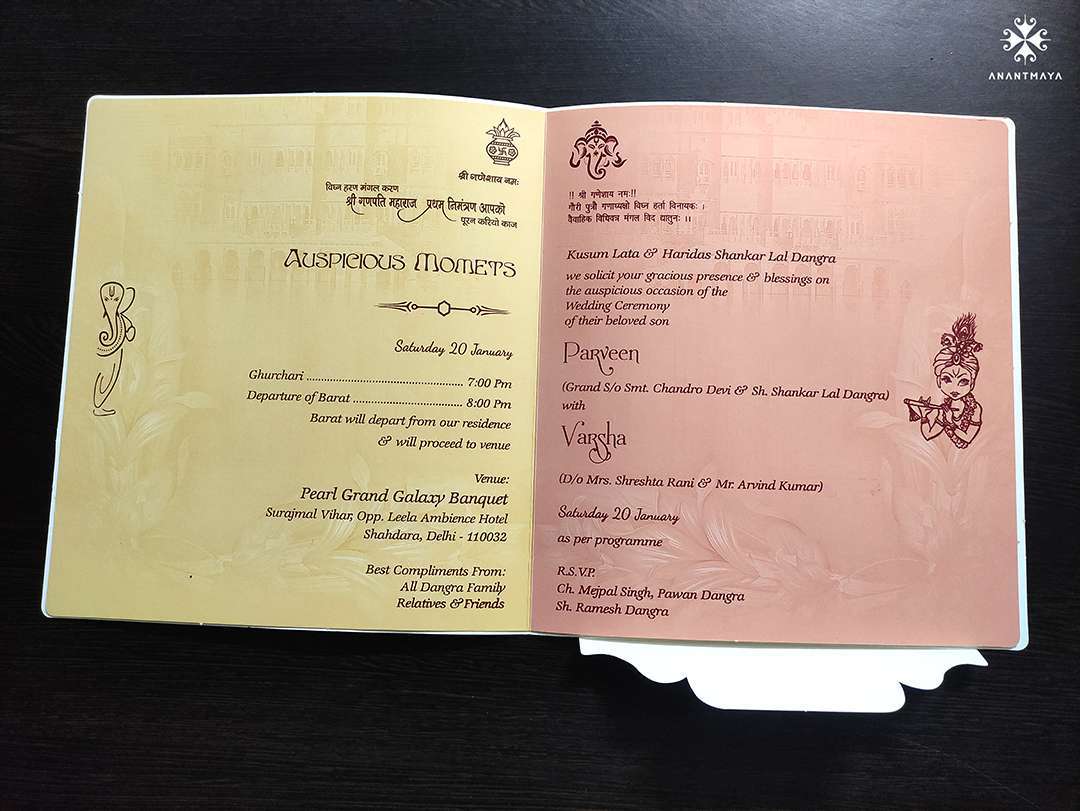 ANANTMAYA
श्री गणेशाय नमः
विघ्न हरण मंगल करण
श्री गणपति महाराज प्रथम निमंत्रण आपको
पूरन करियो काज
AUSPICIOUS MOMETS
Saturday 20 January
Ghurchari ................................................ 7:00 Pm
Departure of Barat ................................. 8:00 Pm
Barat will depart from our residence
& will proceed to venue
Venue:
Pearl Grand Galaxy Banquet
Surajmal Vihar, Opp. Leela Ambience Hotel
Shahdara, Delhi - 110032
Best Compliments From:
All Dangra Family
Relatives & Friends
!! श्री गणेशाय नमः!!
गौरी पुत्रौ गणाध्यक्षो विघ्न हर्ता विनायकः ।
वैवाहिक विधिवत्र मंगल विद द्यातुनः ।।
Kusum Lata & Haridas Shankar Lal Dangra
we solicit your gracious presence & blessings on
the auspicious occasion of the
Wedding Ceremony
of their beloved son
Parveen
(Grand S/o Smt. Chandro Devi & Sh. Shankar Lal Dangra)
with
Varsha
(D/o Mrs. Shreshta Rani & Mr. Arvind Kumar)
Saturday 20 January
as per programme
R.S.V.P.
Ch. Mejpal Singh, Pawan Dangra
Sh. Ramesh Dangra